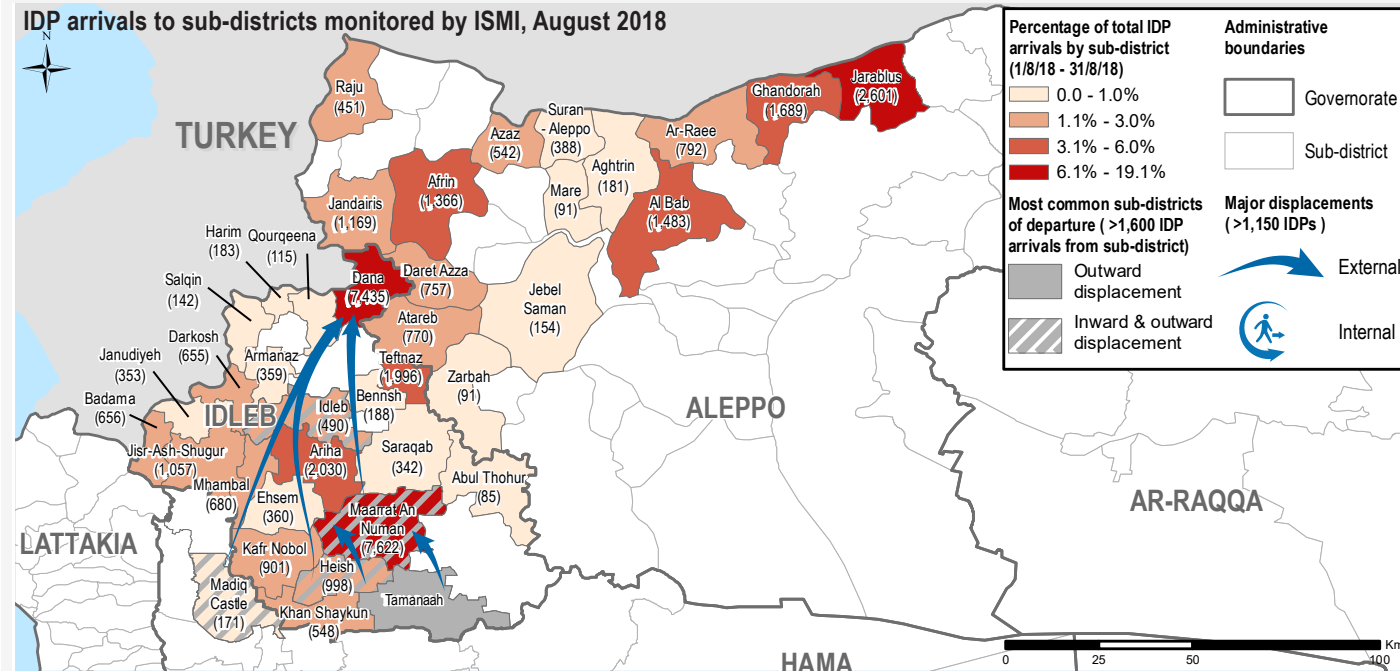 IDP arrivals to sub-districts monitored by ISMI, August 2018
N
TURKEY
Raju
(451)
Azaz
(542)
Suran
- Aleppo
(388)
Aghtrin
(181)
Mare
(91)
Ar-Raee
(792)
Ghandorah
(1,689)
Jarablus
(2,601)
Al Bab
(1,483)
Afrin
(1,366)
Jandairis
(1,169)
Harim
(183)
Qourqeena
(115)
Salqin
(142)
Dana
(7,435)
Daret Azza
(757)
Atareb
(770)
Jebel
Saman
(154)
Darkosh
(655)
Janudiyeh
(353)
Badama
(656)
Armanaz
(359)
Teftnaz
(1,996)
Zarbah
(91)
Bennsh
(188)
IDLEB
Idleb
(490)
ALEPPO
Jisr-Ash-Shugur
(1,057)
Ariha
(2,030)
Saraqab
(342)
Abul Thohur
(85)
Mhambal
(680)
Ehsem
(360)
Maarrat An
Numan
(7,622)
LATTAKIA
Kafr Nobol
(901)
Heish
(998)
Madiq
Castle
(171)
Khan Shaykun
(548)
Tamanaah
AR-RAQQA
HAMA
Percentage of total IDP
arrivals by sub-district
(1/8/18 - 31/8/18)
0.0 - 1.0%
1.1% - 3.0%
3.1% - 6.0%
6.1% - 19.1%
Most common sub-districts
of departure ( >1,600 IDP
arrivals from sub-district)
Outward
displacement
Inward & outward
displacement
Administrative
boundaries
Governorate
Sub-district
Major displacements
( >1,150 IDPs )
External
Internal
Km
0 25 50 100